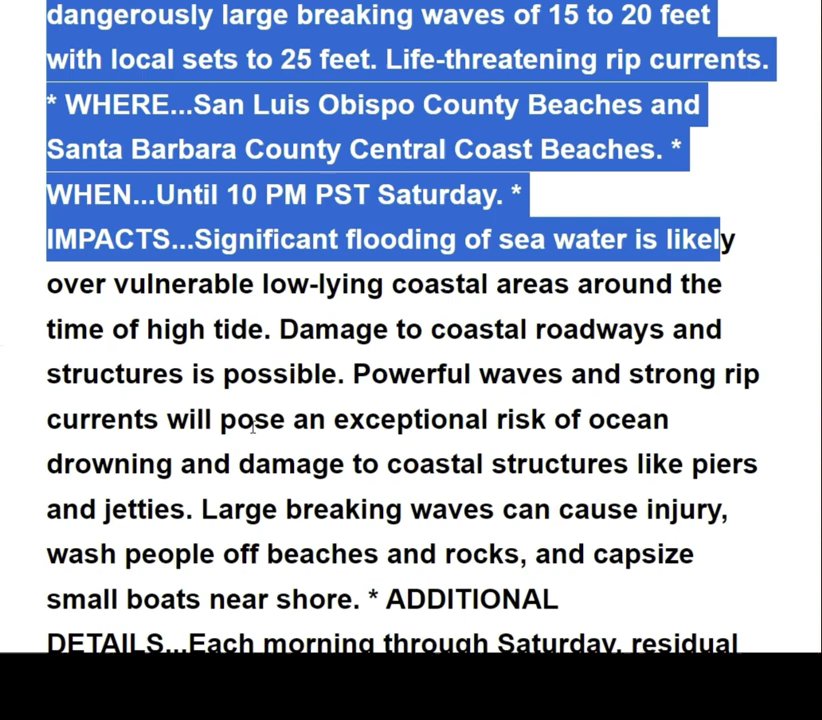 dangerously large breaking waves of 15 to 20 feet
with local sets to 25 feet. Life-threatening rip currents.
* WHERE...San Luis Obispo County Beaches and
Santa Barbara County Central Coast Beaches. *
WHEN...Until 10 PM PST Saturday. *
IMPACTS...Significant flooding of sea water is likely
over vulnerable low-lying coastal areas around the
time of high tide. Damage to coastal roadways and
structures is possible. Powerful waves and strong rip
currents will pose an exceptional risk of ocean
drowning and damage to coastal structures like piers
and jetties. Large breaking waves can cause injury,
wash people off beaches and rocks, and capsize
small boats near shore. * ADDITIONAL
DETAILS...Each morning through Saturday, residual